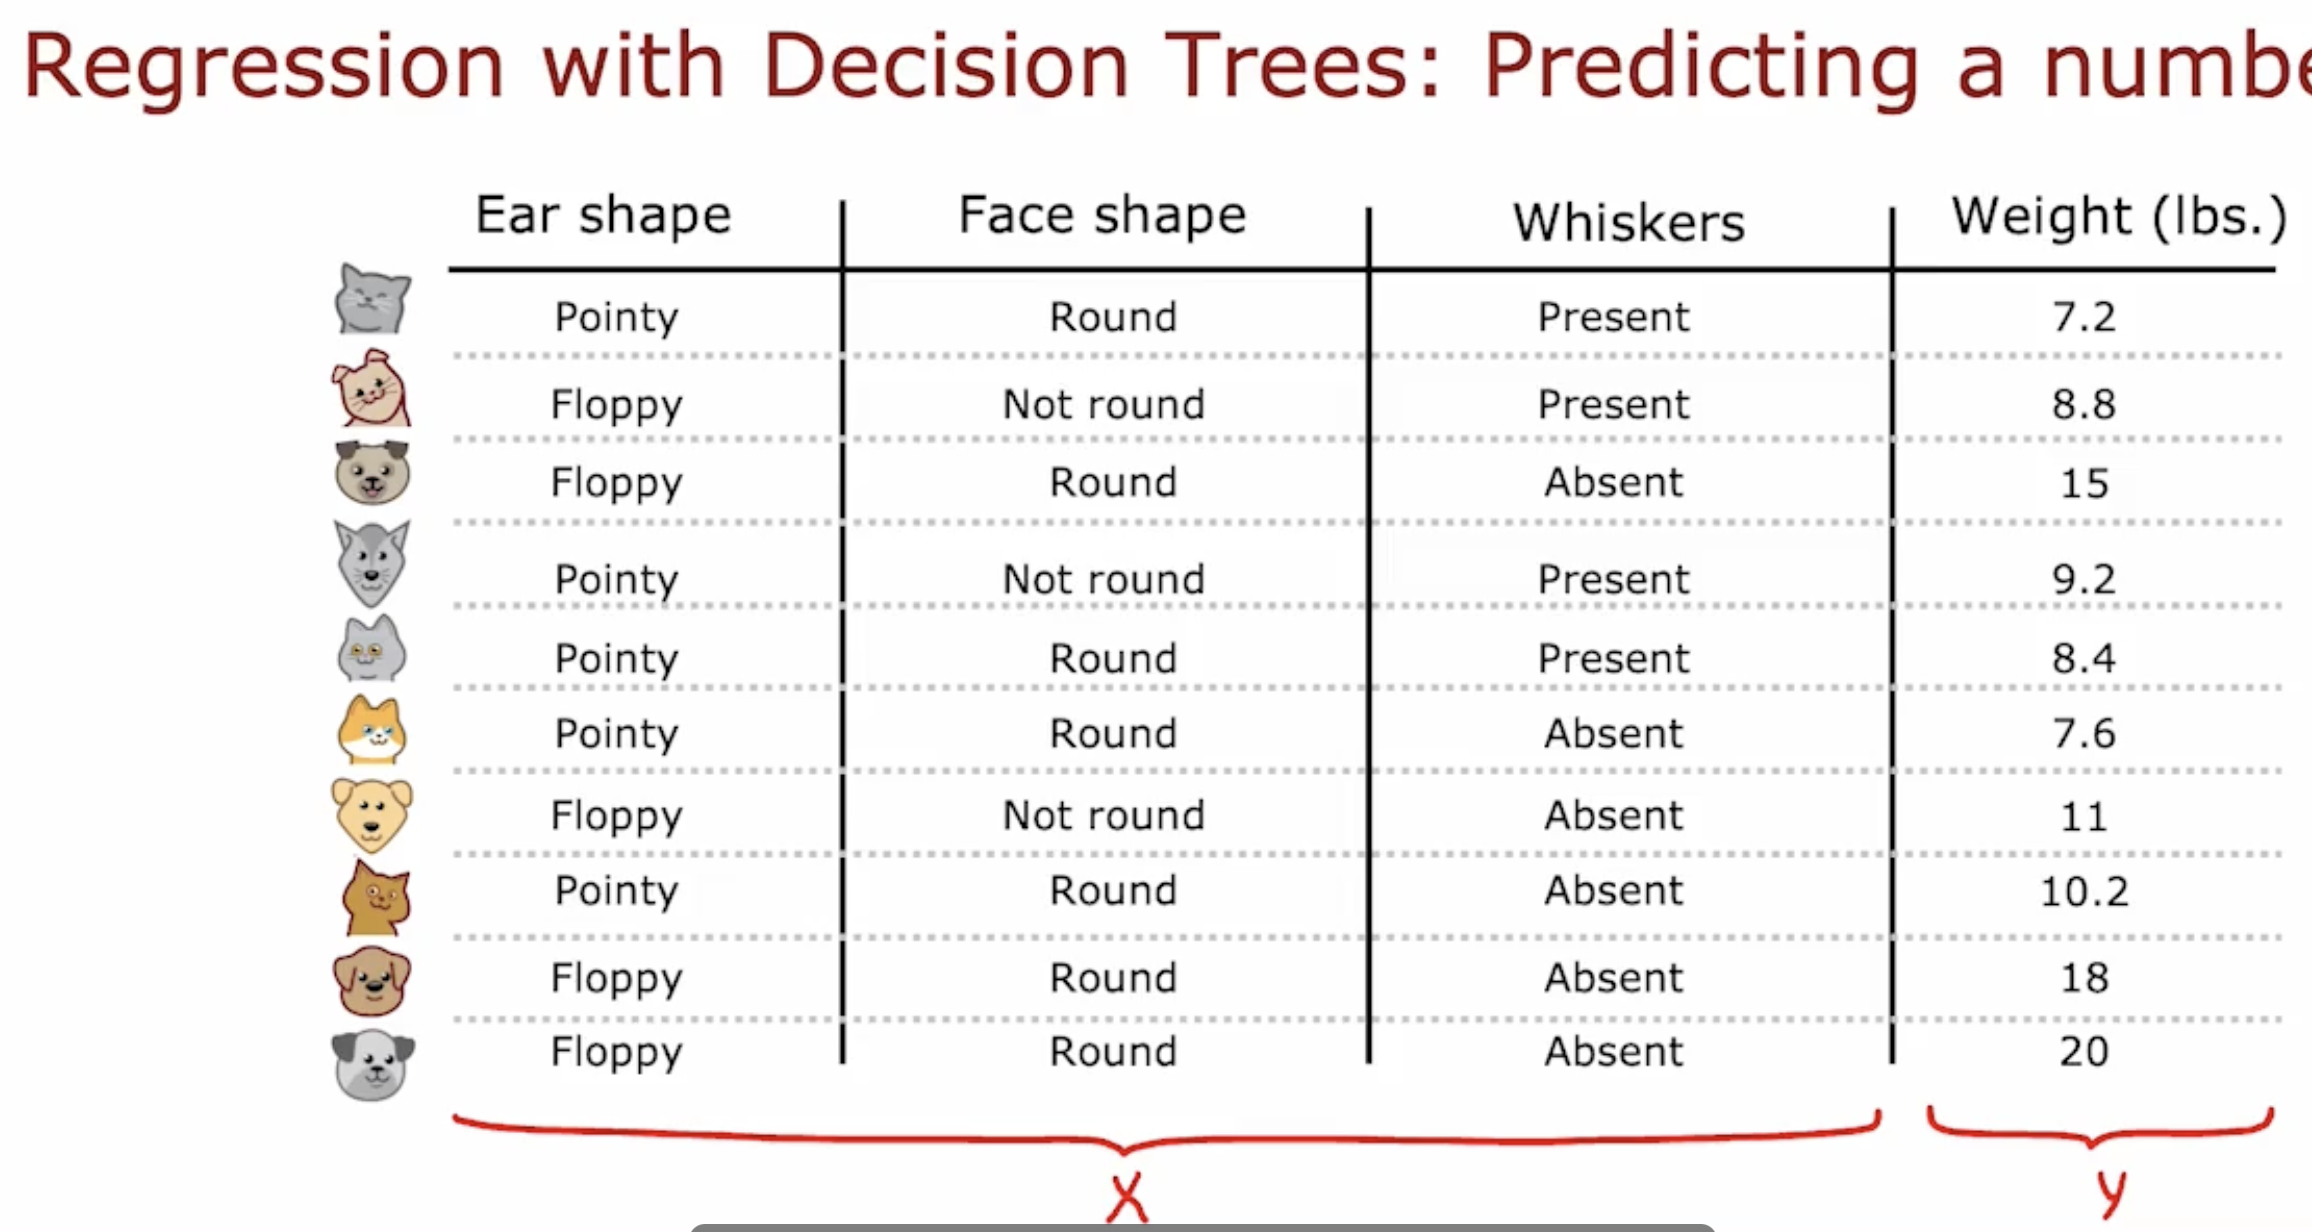 Regression with Decision Trees: Predicting a numbe
Ear shape Face shape Whiskers Weight (lbs.)
Pointy Round Present 7.2
Floppy Not round Present 8.8
Floppy Round Absent 15
Pointy Not round Present 9.2
Pointy Round Present 8.4
Pointy Round Absent 7.6
Floppy Not round Absent 11
Pointy Round Absent 10.2
Floppy Round Absent 18
Floppy Round Absent 20
X y